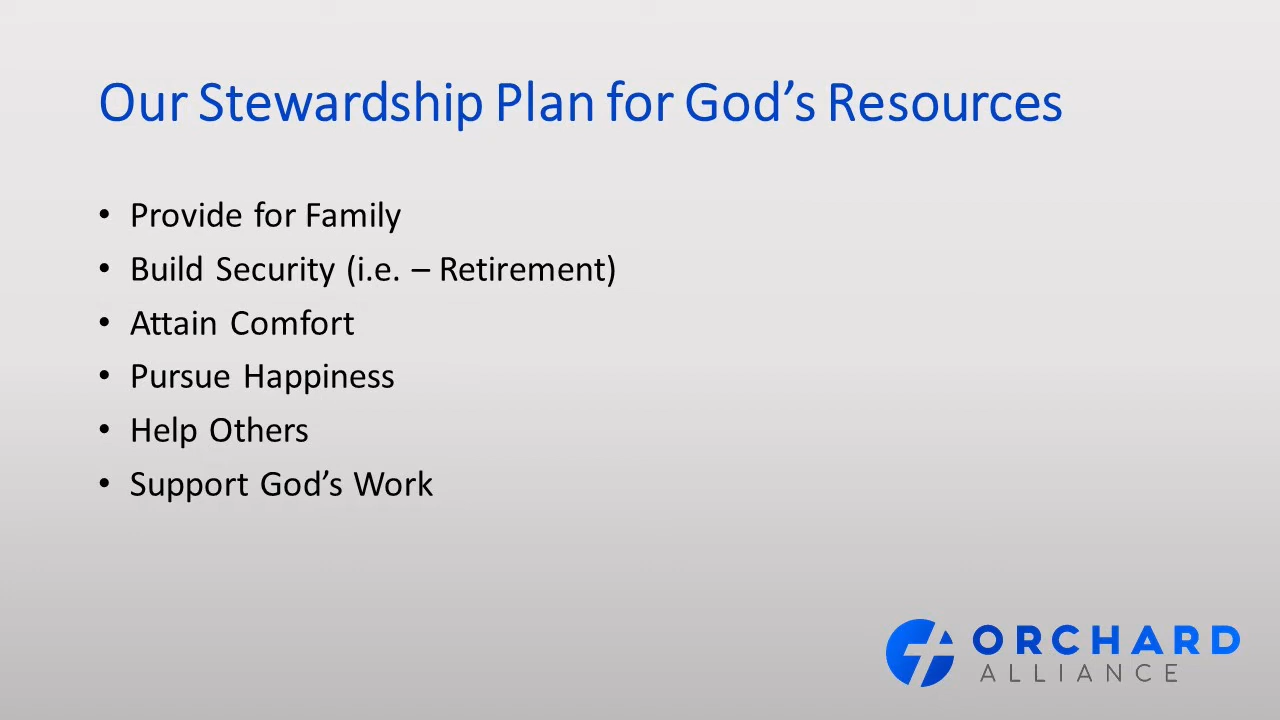 Our Stewardship Plan for God’s Resources
• Provide for Family
• Build Security (i.e. – Retirement)
• Attain Comfort
• Pursue Happiness
• Help Others
• Support God’s Work
ORCHARD
ALLIANCE